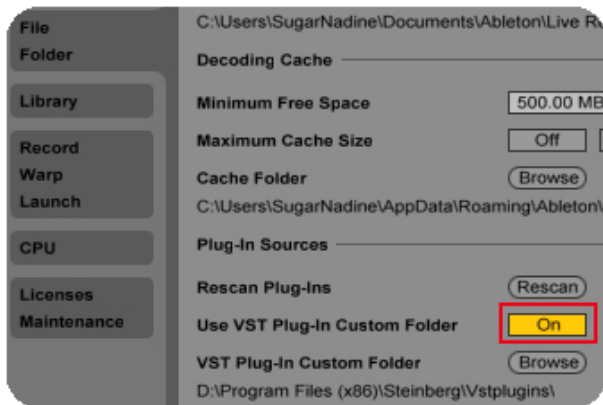 File
Folder
Library
Record
Warp
Launch
CPU
Licenses
Maintenance
C:\Users\SugarNadine\Documents\Ableton\Live
Decoding Cache
Minimum Free Space 500.00 MB
Maximum Cache Size Off
Cache Folder Browse
C:\Users\SugarNadine\AppData\Roaming\Ableton\
Plug-In Sources
Rescan Plug-Ins Rescan
Use VST Plug-In Custom Folder On
VST Plug-In Custom Folder Browse
D:\Program Files (x86)\Steinberg\Vstplugins\